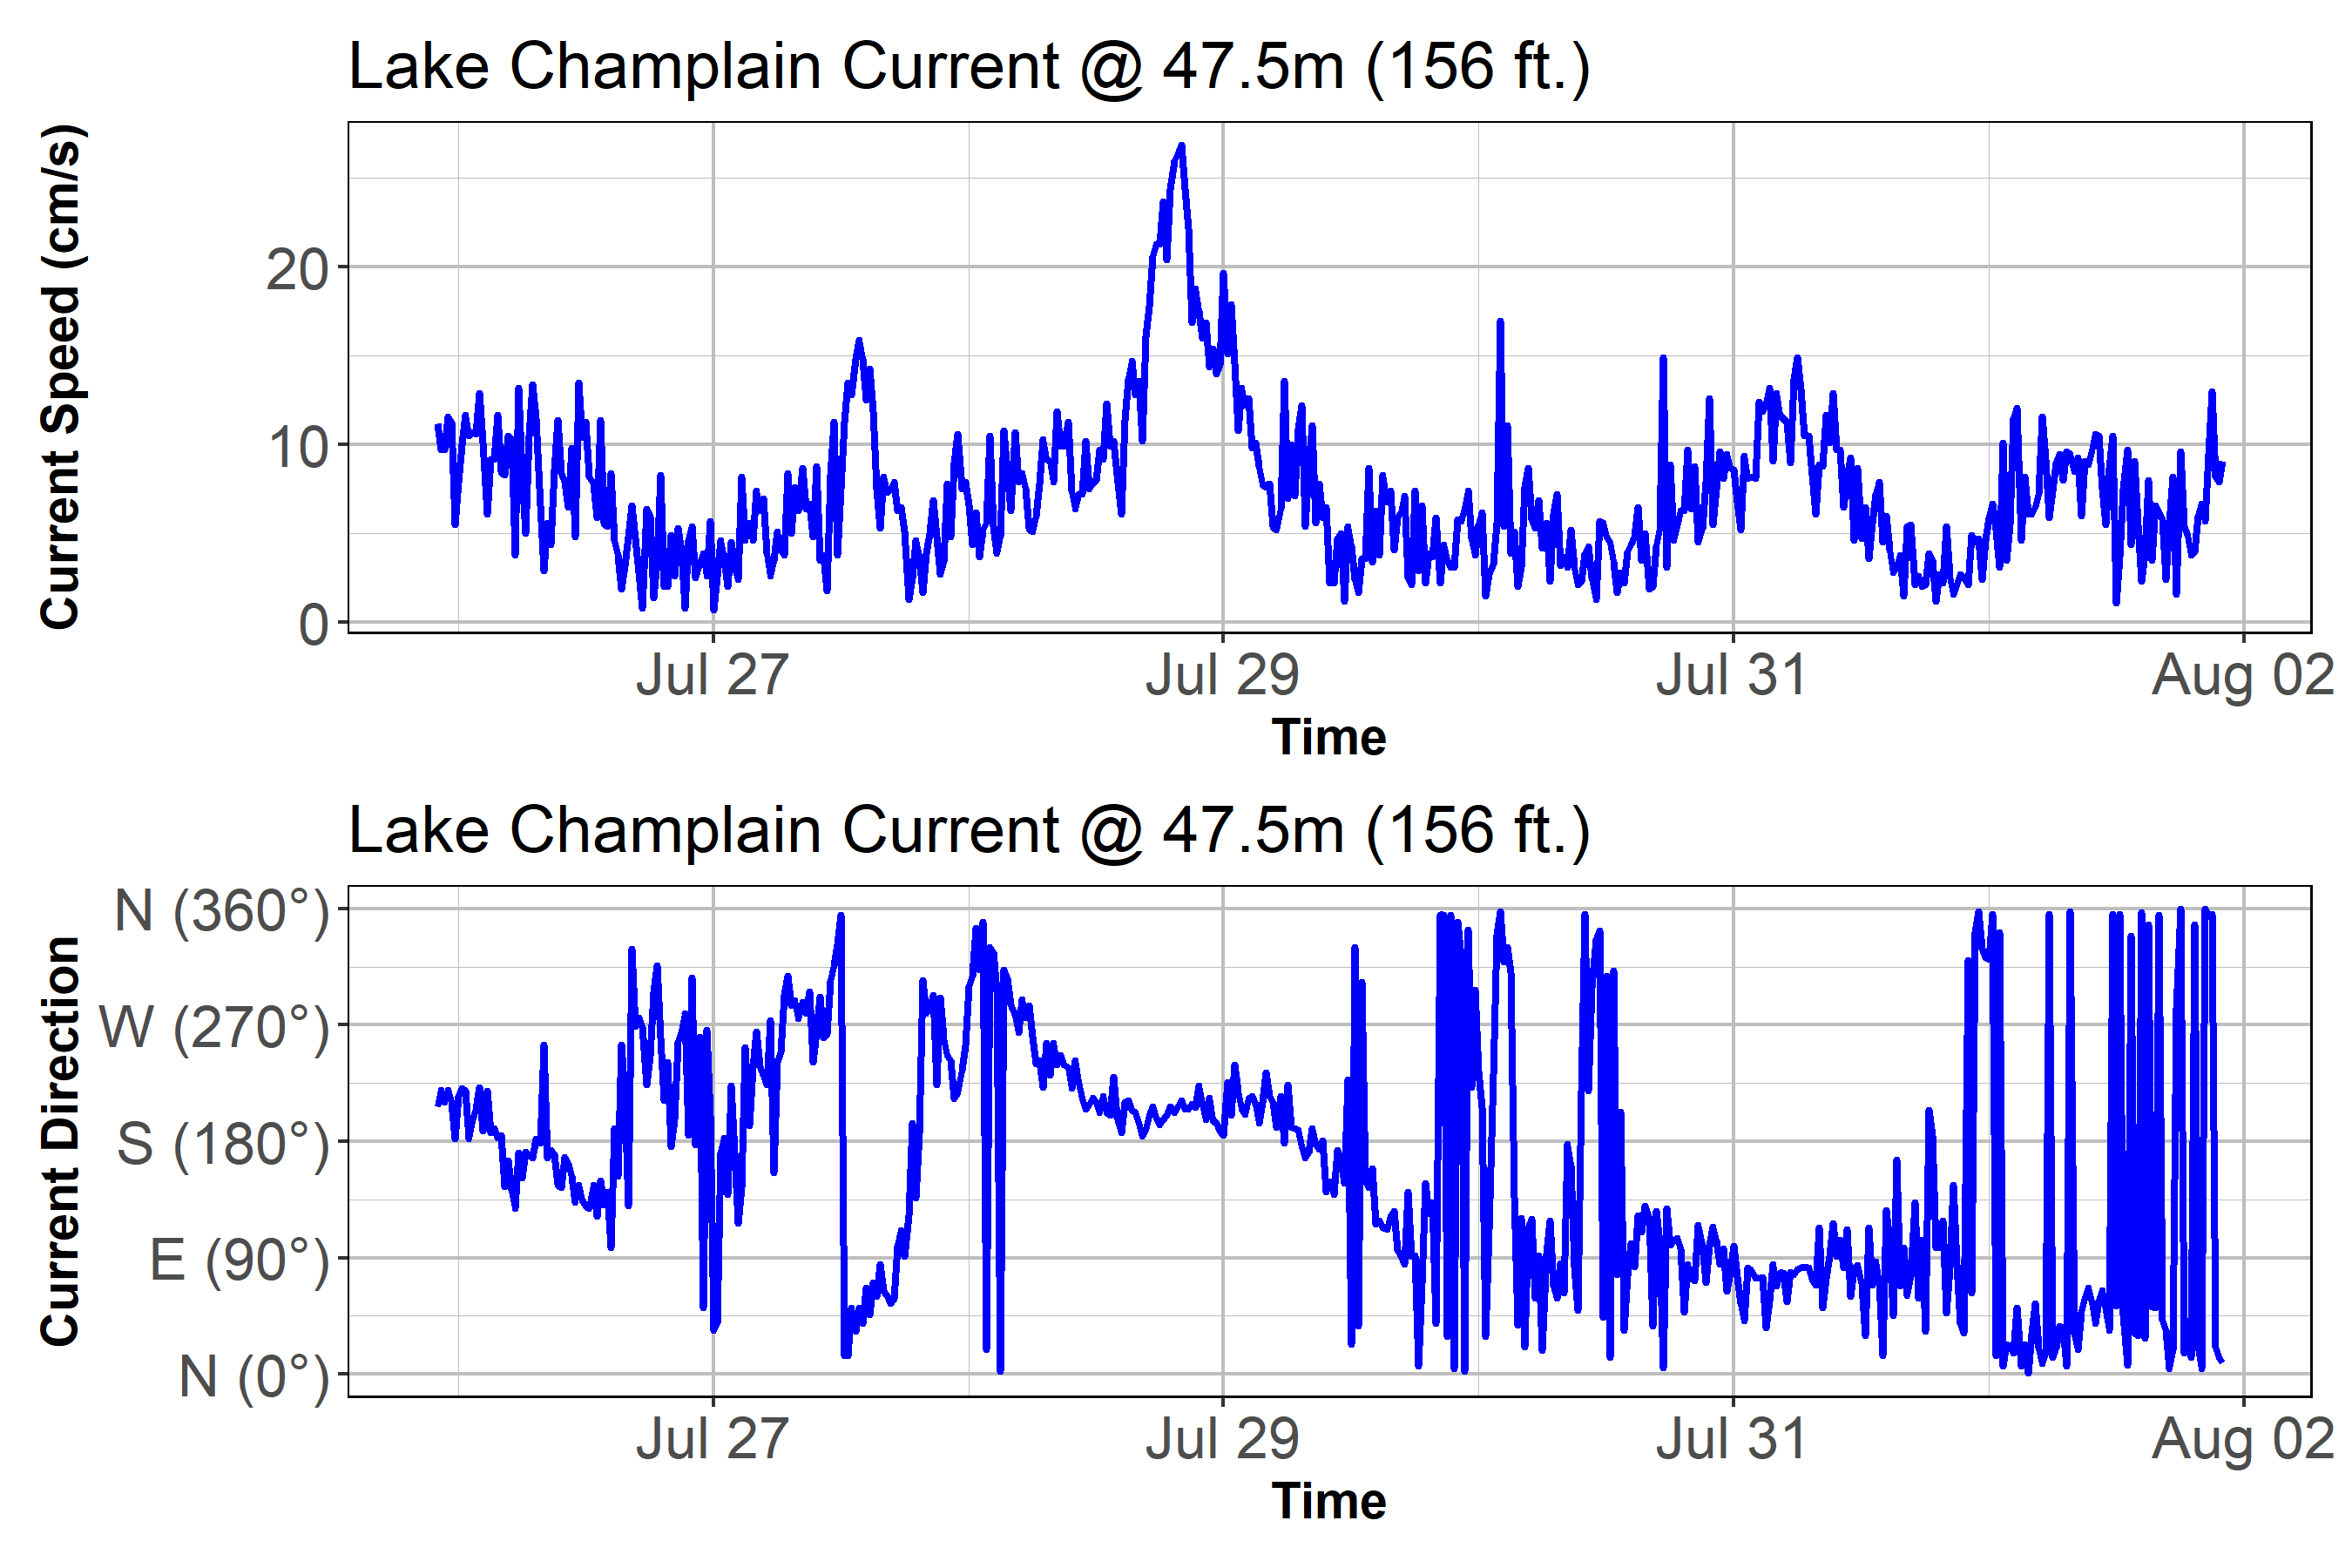 Lake Champlain Current @ 47.5m (156 ft.)
Current Speed (cm/s)
20
10
0
Jul 27 Jul 29 Jul 31 Aug 02
Time
Lake Champlain Current @ 47.5m (156 ft.)
Current Direction
N (360°)
W (270°)
S (180°)
E (90°)
N (0°)
Jul 27 Jul 29 Jul 31 Aug 02
Time